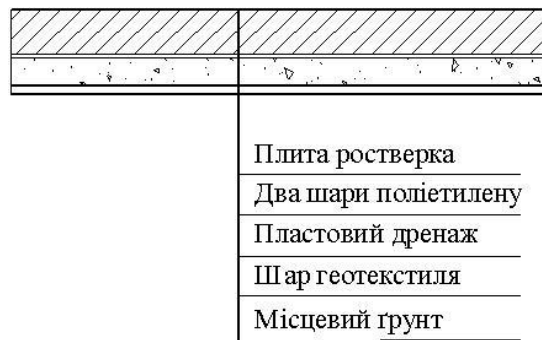 Плита ростверка
Два шари поліетилену
Пластовий дренаж
Шар геотекстиля
Місцевий ґрунт